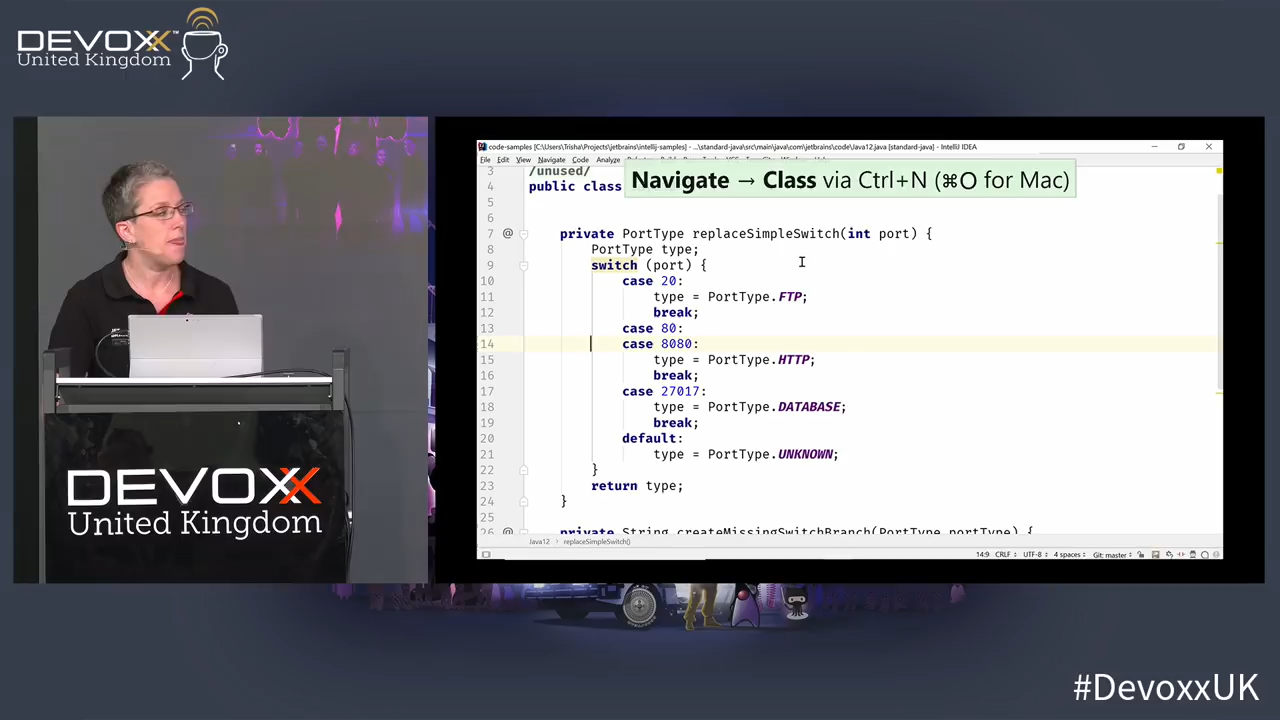 DEVOXX™
United Kingdom
code-samples [C:\Users\Trisha\Projects\jetbrains\intellij-samples] - ...\standard-java\src\main\java\com\jetbrains\code\Java12.java [standard-java] - IntelliJ IDEA
File Edit View Navigate Code Analyze
Navigate → Class via Ctrl+N (⌘O for Mac)
3 /unused/
4 public class
5
6
7 @ private PortType replaceSimpleSwitch(int port) {
8 PortType type;
9 switch (port) {
10 case 20:
11 type = PortType.FTP;
12 break;
13 case 80:
14 case 8080:
15 type = PortType.HTTP;
16 break;
17 case 27017:
18 type = PortType.DATABASE;
19 break;
20 default:
21 type = PortType.UNKNOWN;
22 }
23 return type;
24 }
25
26 @ private String createMissingSwitchBranch(PortType portType) {
Java12 › replaceSimpleSwitch()
14:9 CRLF UTF-8 4 spaces Git: master
DEVOXX
United Kingdom
#DevoxxUK